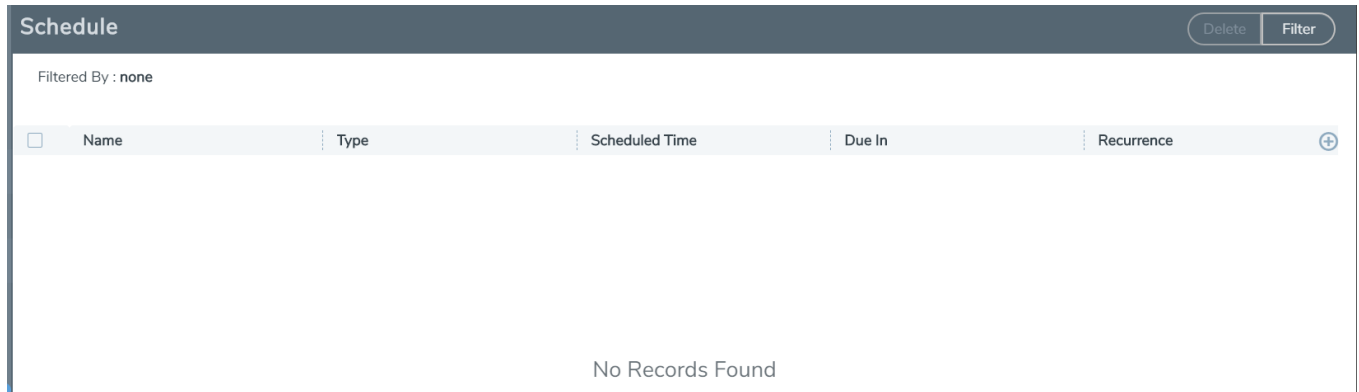 Schedule
Delete Filter
Filtered By : none
Name Type Scheduled Time Due In Recurrence
No Records Found